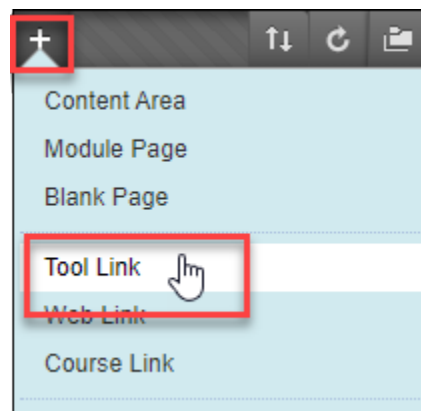 Content Area
Module Page
Blank Page
Tool Link
Web Link
Course Link